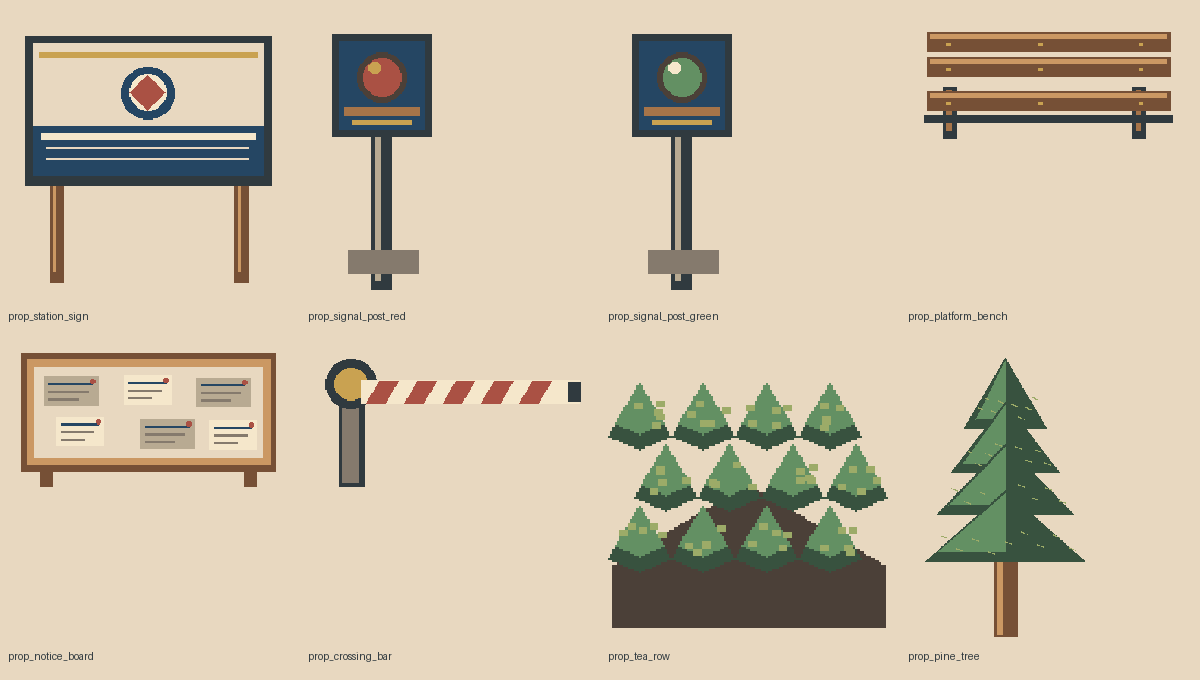 prop_station_sign
prop_signal_post_red
prop_signal_post_green
prop_platform_bench
prop_notice_board
prop_crossing_bar
prop_tea_row
prop_pine_tree